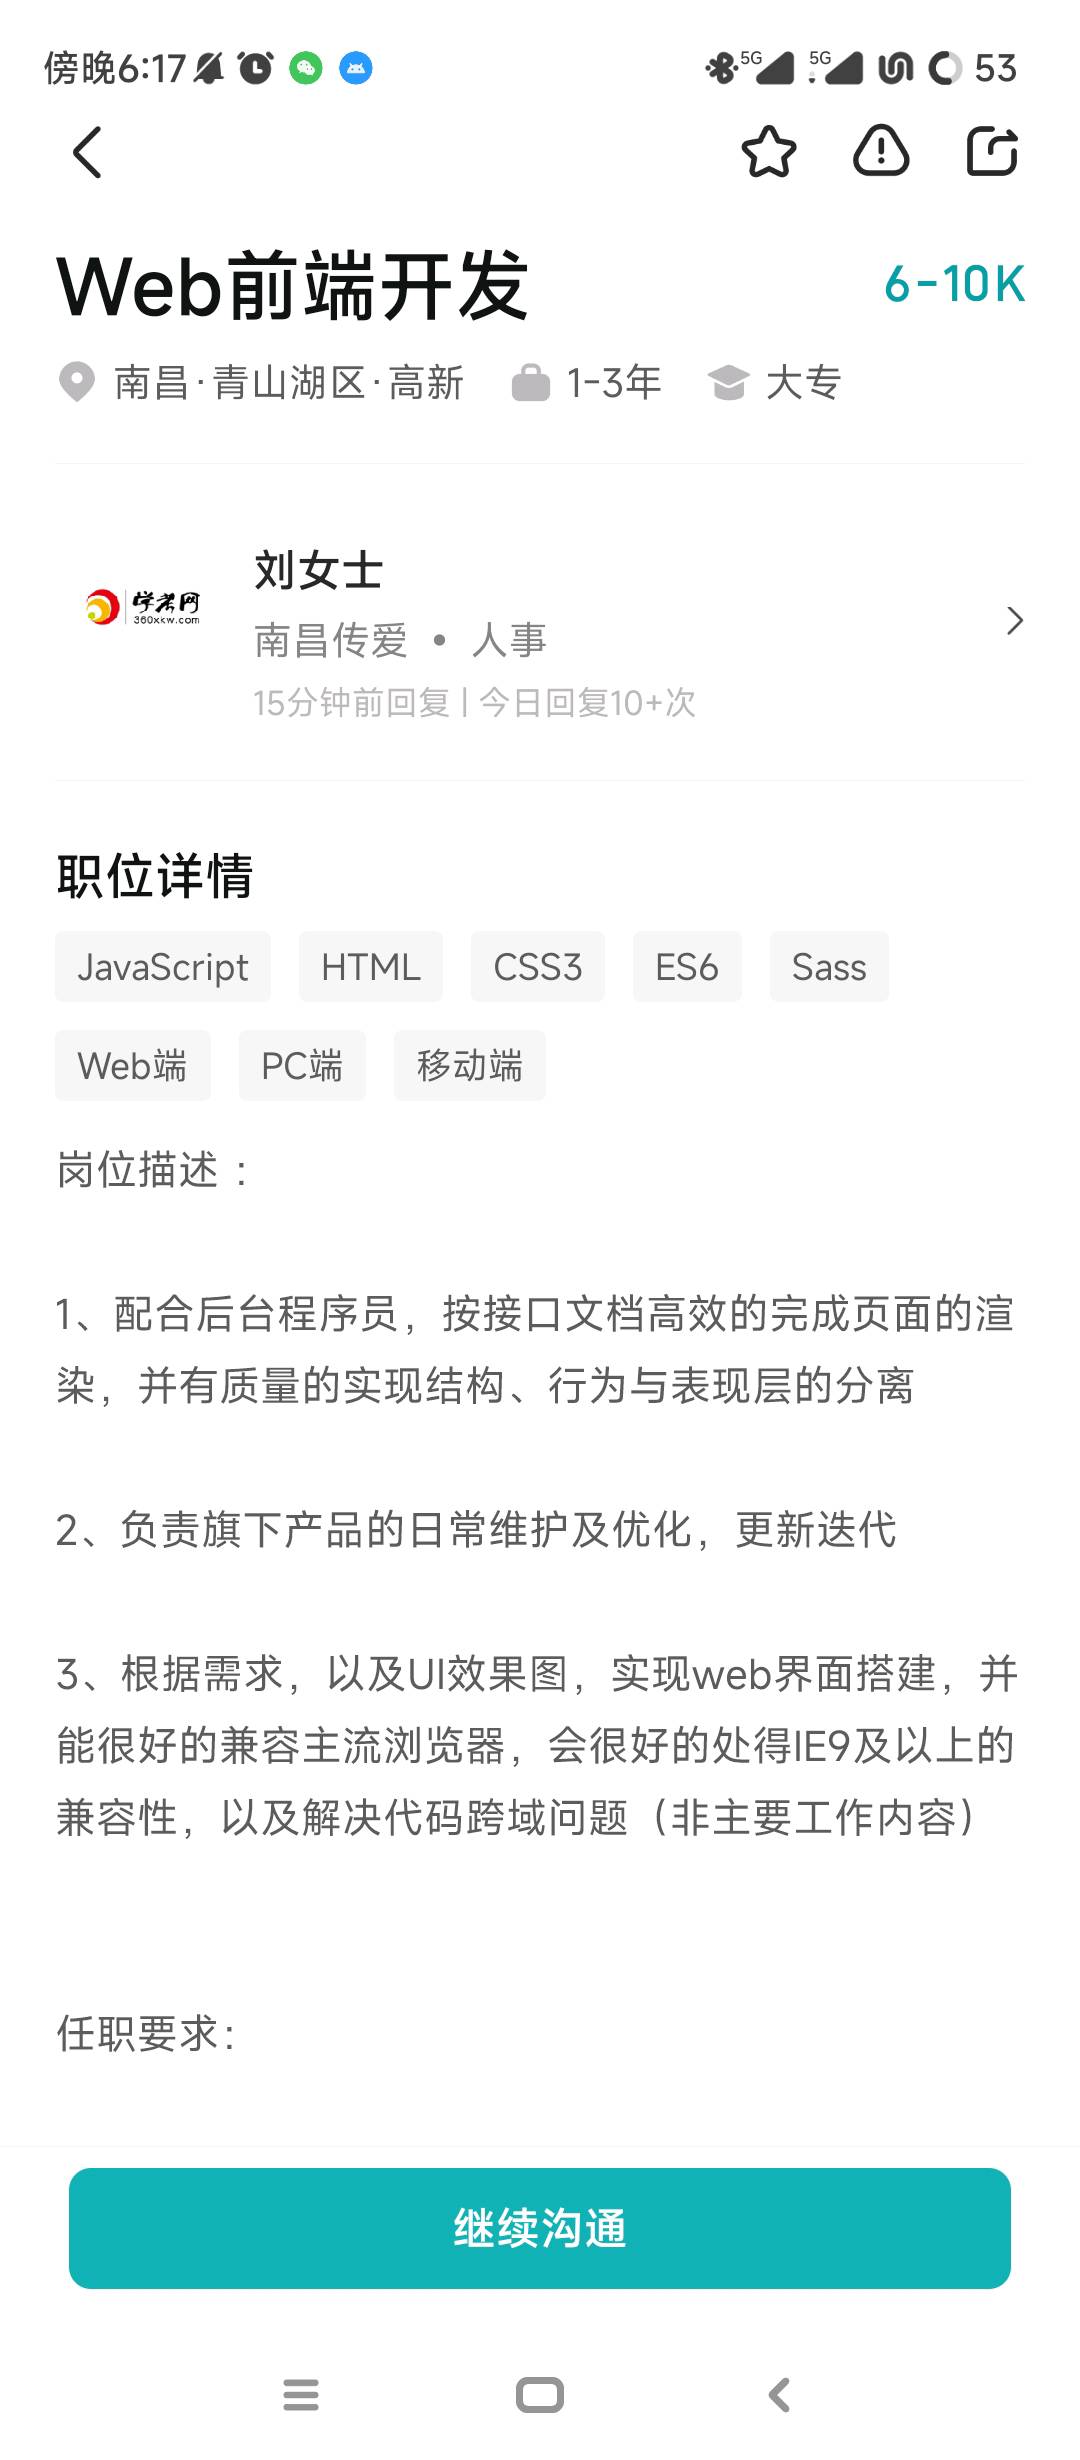 傍晚6:17
5G 5G 53
Web前端开发
6-10K
南昌·青山湖区·高新 1-3年 大专
学考网
360xkw.com
刘女士
南昌传爱 • 人事
15分钟前回复 | 今日回复10+次
职位详情
JavaScript HTML CSS3 ES6 Sass
Web端 PC端 移动端
岗位描述 ：
1、配合后台程序员，按接口文档高效的完成页面的渲
染，并有质量的实现结构、行为与表现层的分离
2、负责旗下产品的日常维护及优化，更新迭代
3、根据需求，以及UI效果图，实现web界面搭建，并
能很好的兼容主流浏览器，会很好的处得IE9及以上的
兼容性，以及解决代码跨域问题（非主要工作内容）
任职要求：
继续沟通